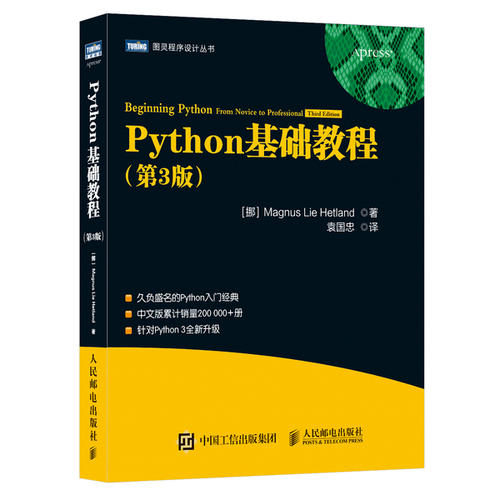 TURING
图灵程序设计丛书
Apress®
Beginning Python From Novice to Professional Third Edition
Python基础教程
(第3版)
[挪] Magnus Lie Hetland ◎著
袁国忠 ◎译
久负盛名的Python入门经典
中文版累计销量200 000+册
针对Python 3全新升级
中国工信出版集团
人民邮电出版社
POSTS & TELECOM PRESS
TURING
Apress®
Python基础教程
(第3版)
[挪] Magnus Lie Hetland 著
人民邮电出版社